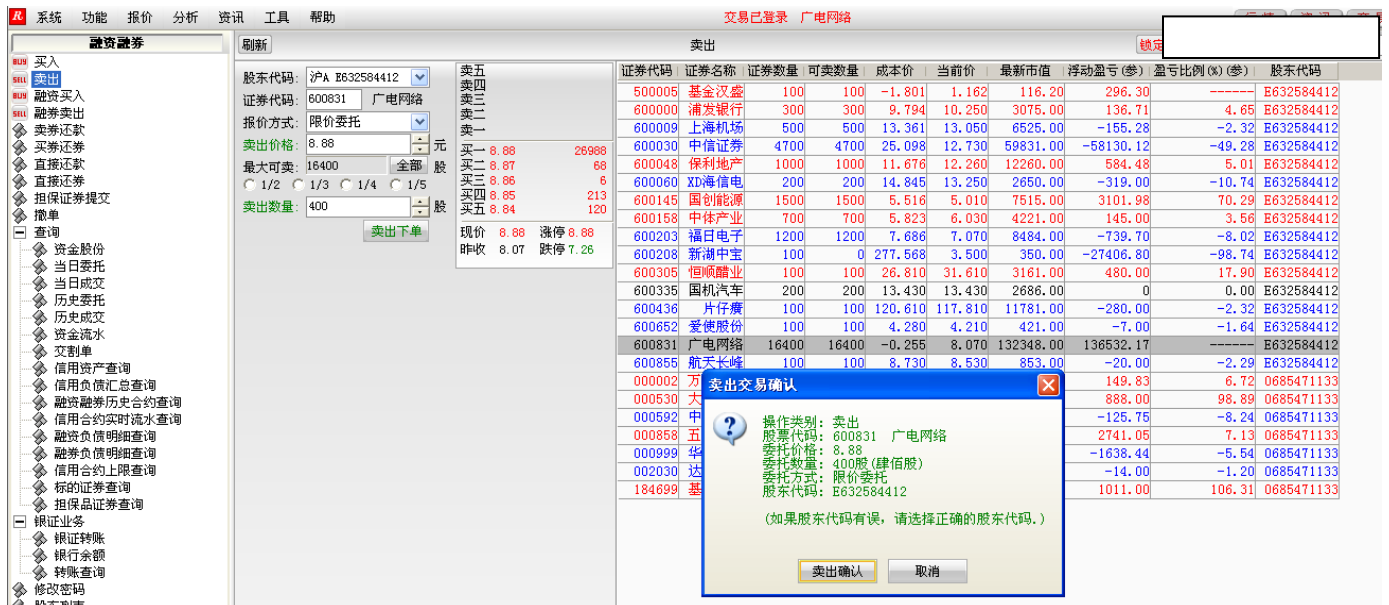 系统 功能 报价 分析 资讯 工具 帮助 交易已登录 广电网络
融资融券 刷新 卖出
买入
卖出
融资买入
融券卖出
卖券还款
买券还券
直接还款
直接还券
担保证券提交
撤单
查询
资金股份
当日委托
当日成交
历史委托
历史成交
资金流水
交割单
信用资产查询
信用负债汇总查询
融资融券历史合约查询
信用合约实时流水查询
融资负债明细查询
融券负债明细查询
信用合约上限查询
标的证券查询
担保品证券查询
银证业务
银证转账
银行余额
转账查询
修改密码
股东代码: 沪A E632584412
证券代码: 600831 广电网络
报价方式: 限价委托
卖出价格: 8.88 元
最大可卖: 16400 全部 股
1/2 1/3 1/4 1/5
卖出数量: 400 股
卖出下单
卖五
卖四
卖三
卖二
卖一
买一 8.88 26988
买二 8.87 68
买三 8.86 6
买四 8.85 213
买五 8.84 120
现价 8.88 涨停 8.88
昨收 8.07 跌停 7.26
证券代码 证券名称 证券数量 可卖数量 成本价 当前价 最新市值 浮动盈亏(参) 盈亏比例(%)(参) 股东代码
500005 基金汉盛 100 100 -1.801 1.162 116.20 296.30 ------ E632584412
600000 浦发银行 300 300 9.794 10.250 3075.00 136.71 4.65 E632584412
600009 上海机场 500 500 13.361 13.050 6525.00 -155.28 -2.32 E632584412
600030 中信证券 4700 4700 25.098 12.730 59831.00 -58130.12 -49.28 E632584412
600048 保利地产 1000 1000 11.676 12.260 12260.00 584.48 5.01 E632584412
600060 XD海信电 200 200 14.845 13.250 2650.00 -319.00 -10.74 E632584412
600145 国创能源 1500 1500 5.516 5.010 7515.00 3101.98 70.29 E632584412
600158 中体产业 700 700 5.823 6.030 4221.00 145.00 3.56 E632584412
600203 福日电子 1200 1200 7.686 7.070 8484.00 -739.70 -8.02 E632584412
600208 新湖中宝 100 0 277.568 3.500 350.00 -27406.80 -98.74 E632584412
600305 恒顺醋业 100 100 26.810 31.610 3161.00 480.00 17.90 E632584412
600335 国机汽车 200 200 13.430 13.430 2686.00 0 0.00 E632584412
600436 片仔癀 100 100 120.610 117.810 11781.00 -280.00 -2.32 E632584412
600652 爱使股份 100 100 4.280 4.210 421.00 -7.00 -1.64 E632584412
600831 广电网络 16400 16400 -0.255 8.070 132348.00 136532.17 ------ E632584412
600855 航天长峰 100 100 8.730 8.530 853.00 -20.00 -2.29 E632584412
000002 万 149.83 6.72 0685471133
000530 大 888.00 98.89 0685471133
000592 中 -125.75 -8.24 0685471133
000858 五 2741.05 7.13 0685471133
000999 华 -1638.44 -5.54 0685471133
002030 达 -14.00 -1.20 0685471133
184699 基 1011.00 106.31 0685471133
卖出交易确认
操作类别: 卖出
股票代码: 600831 广电网络
委托价格: 8.88
委托数量: 400股(肆佰股)
委托方式: 限价委托
股东代码: E632584412
(如果股东代码有误，请选择正确的股东代码.)
卖出确认 取消